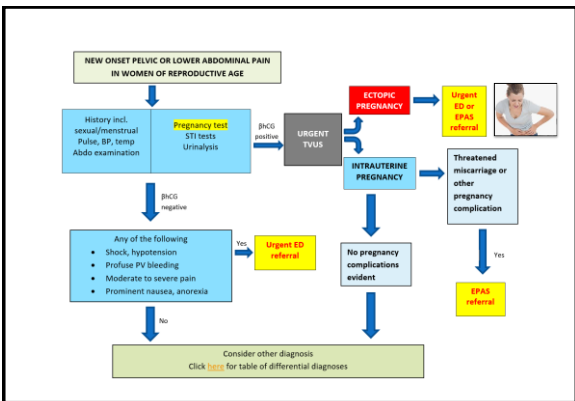 NEW ONSET PELVIC OR LOWER ABDOMINAL PAIN
IN WOMEN OF REPRODUCTIVE AGE
History incl.
sexual/menstrual
Pulse, BP, temp
Abdo examination
Pregnancy test
STI tests
Urinalysis
βhCG
positive
URGENT
TVUS
ECTOPIC
PREGNANCY
Urgent
ED or
EPAS
referral
INTRAUTERINE
PREGNANCY
Threatened
miscarriage or
other
pregnancy
complication
βhCG
negative
Any of the following
• Shock, hypotension
• Profuse PV bleeding
• Moderate to severe pain
• Prominent nausea, anorexia
Yes
Urgent ED
referral
No pregnancy
complications
evident
Yes
EPAS
referral
No
Consider other diagnosis
Click here for table of differential diagnoses